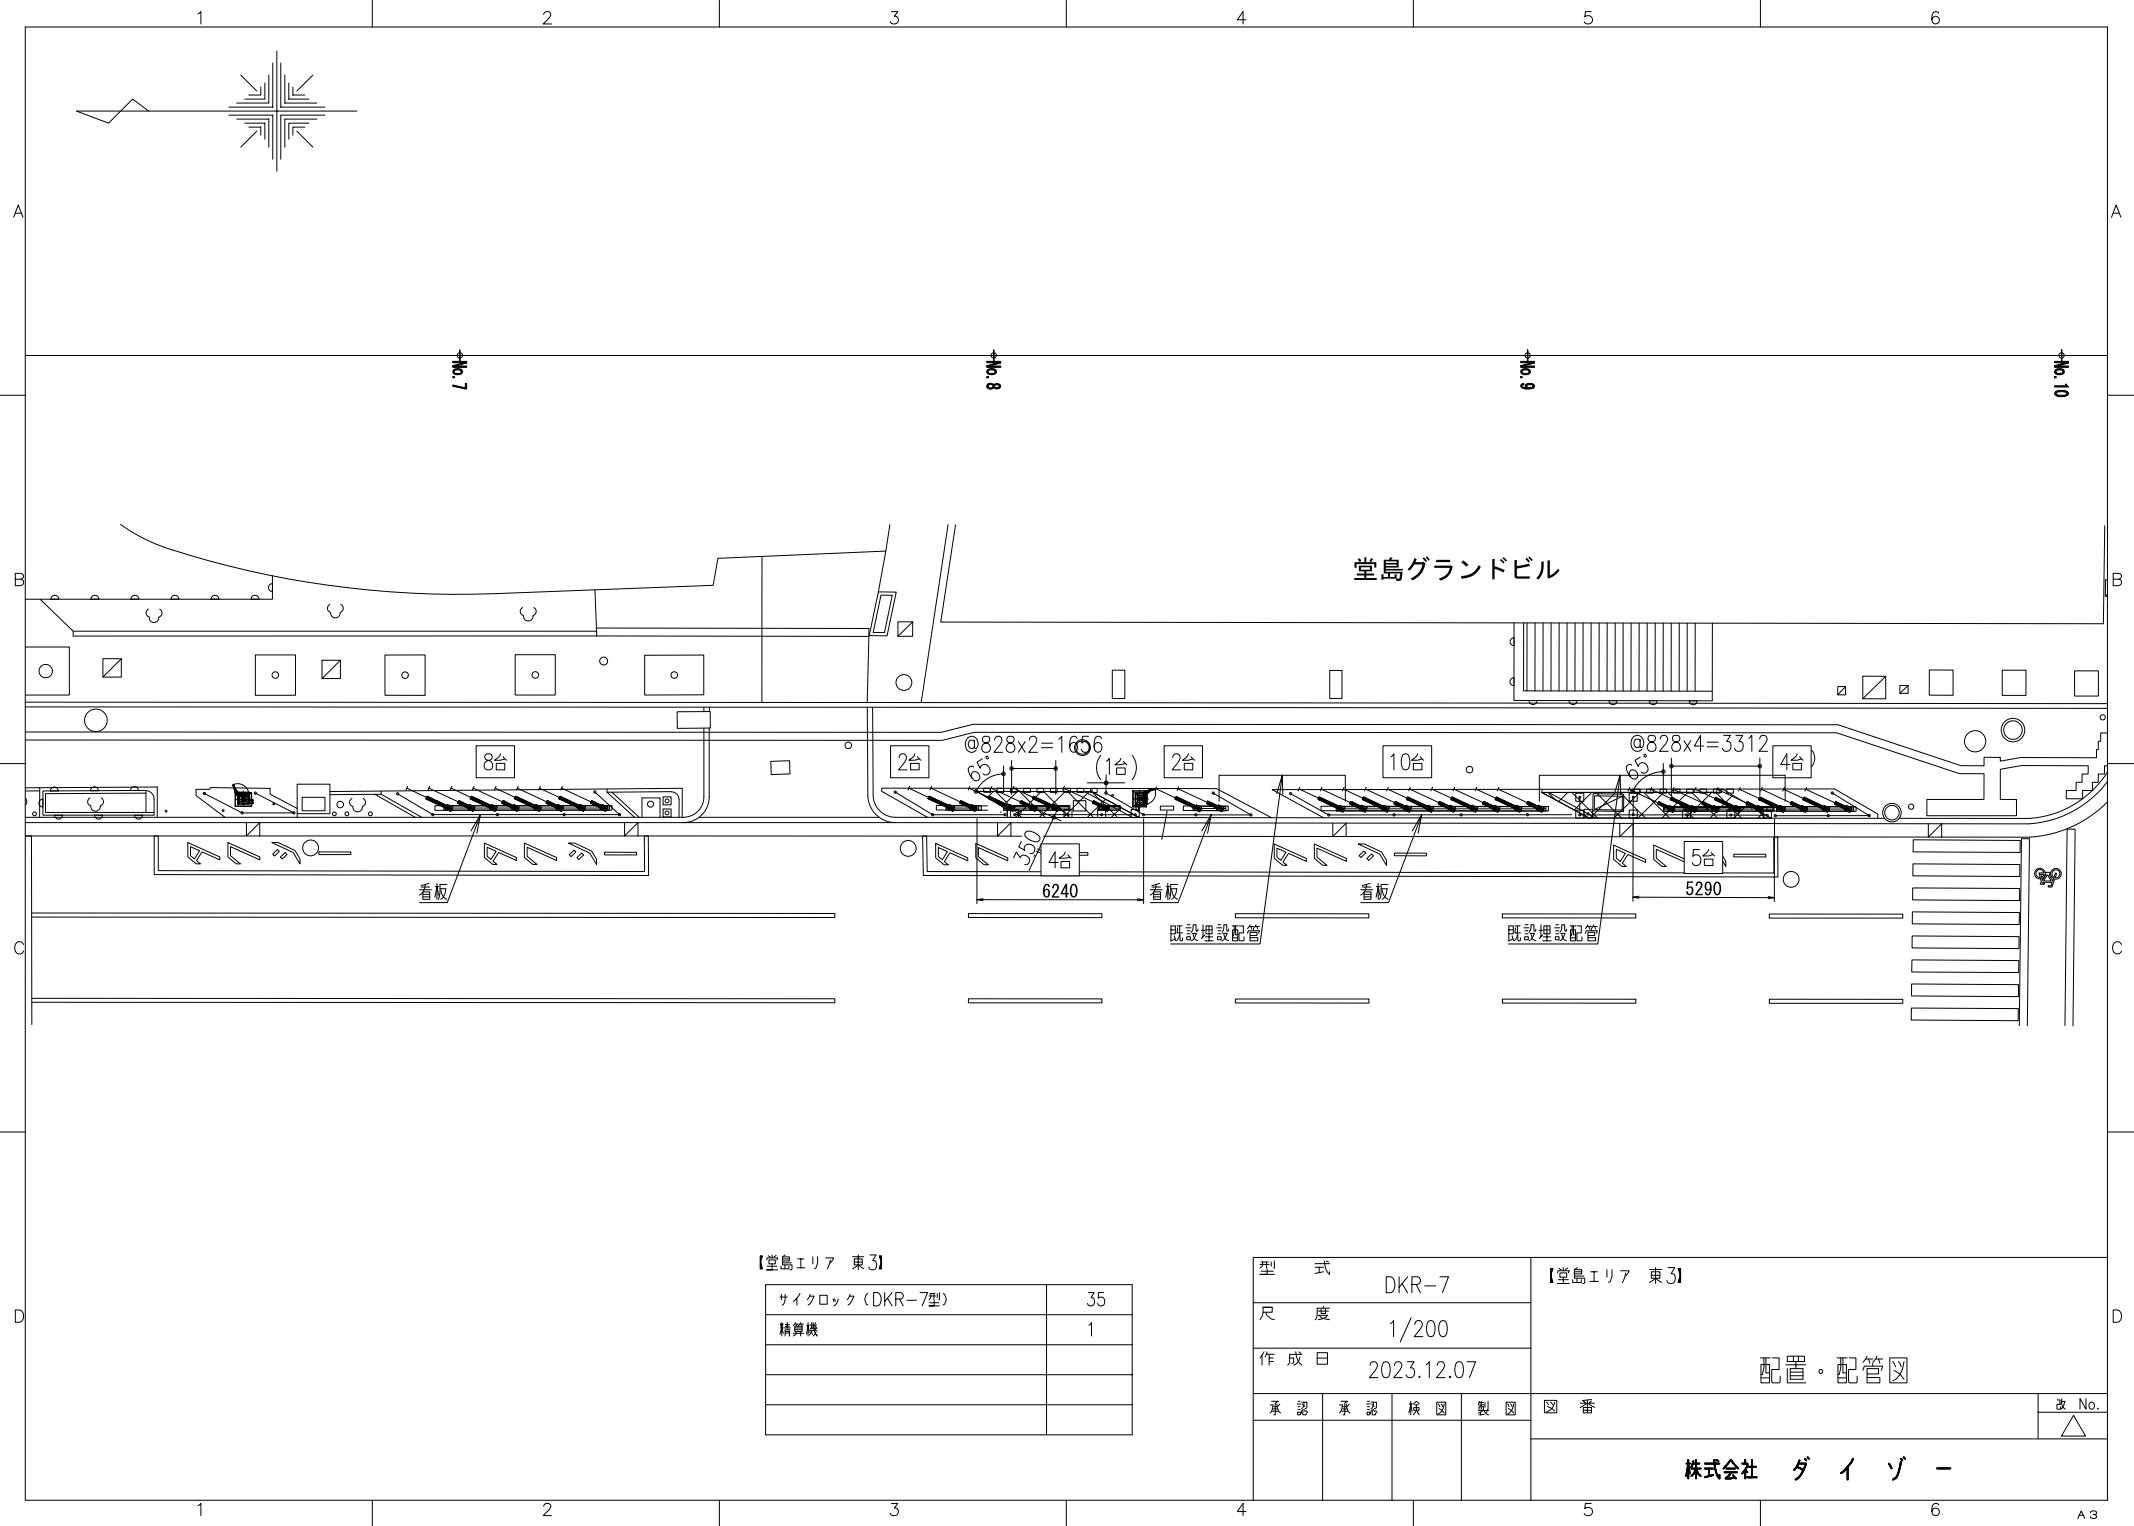 1 2 3 4 5 6
A A
No.7 No.8 No.9 No.10
堂島グランドビル
B B
8台
2台
@828x2=1656
65°
(1台)
2台
10台
@828x4=3312
65°
4台
350
4台
5台
看板
6240
看板
看板
5290
既設埋設配管
既設埋設配管
C C
【堂島エリア 東3】
サイクロック(DKR-7型) 35
精算機 1
型 式 DKR-7
尺 度 1/200
作 成 日 2023.12.07
承 認 承 認 検 図 製 図
【堂島エリア 東3】
配置・配管図
図 番
改 No.
株式会社 ダ イ ゾ ー
D D
1 2 3 4 5 6
A3